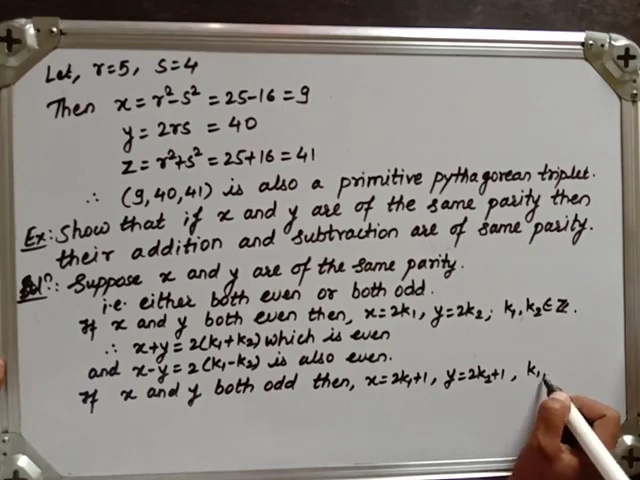 Let, r=5, s=4
Then x=r²-s² = 25-16 = 9
y = 2rs = 40
z = r²+s² = 25+16 = 41
∴ (9,40,41) is also a primitive pythagorean triplet.
Ex: Show that if x and y are of the same parity then
their addition and subtraction are of same parity.
Solⁿ: Suppose x and y are of the same parity.
i.e. either both even or both odd.
If x and y both even then, x=2k₁, y=2k₂; k₁,k₂∈Z.
∴ x+y = 2(k₁+k₂) which is even
and x-y = 2(k₁-k₂) is also even.
If x and y both odd then, x=2k₁+1, y=2k₂+1, k₁,